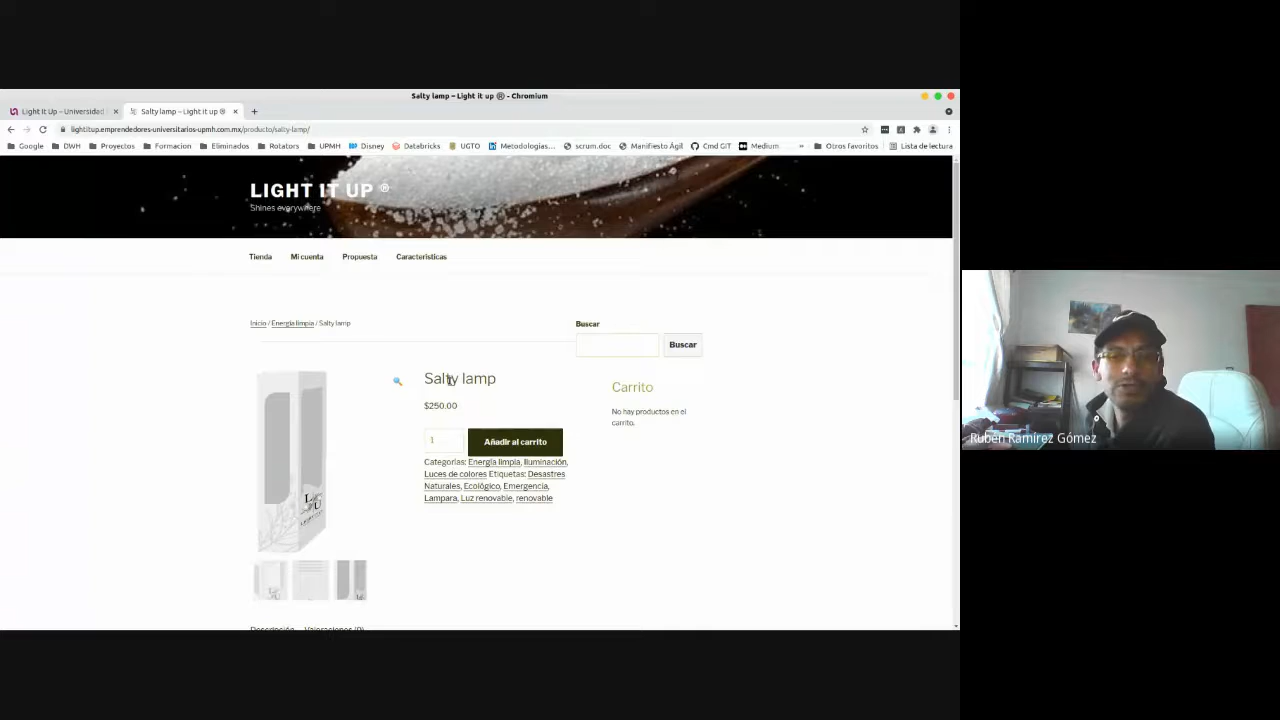 Salty lamp – Light it up ® - Chromium
Light It Up – Universidad
Salty lamp – Light it up ®
lightitup.emprendedores-universitarios-upmh.com.mx/producto/salty-lamp/
Google DWH Proyectos Formacion Eliminados Rotators UPMH Disney Databricks UGTO Metodologías... scrum.doc Manifiesto Ágil Cmd GIT Medium » Otros favoritos Lista de lectura
LIGHT IT UP ®
Shines everywhere
Tienda Mi cuenta Propuesta Caracteristicas
Inicio / Energía limpia / Salty lamp
Buscar
Buscar
Salty lamp
$250.00
1 Añadir al carrito
Categorías: Energía limpia, Iluminación,
Luces de colores Etiquetas: Desastres
Naturales, Ecológico, Emergencia,
Lampara, Luz renovable, renovable
Carrito
No hay productos en el
carrito.
L
U
Descripción Valoraciones (0)
Rubén Ramírez Gómez